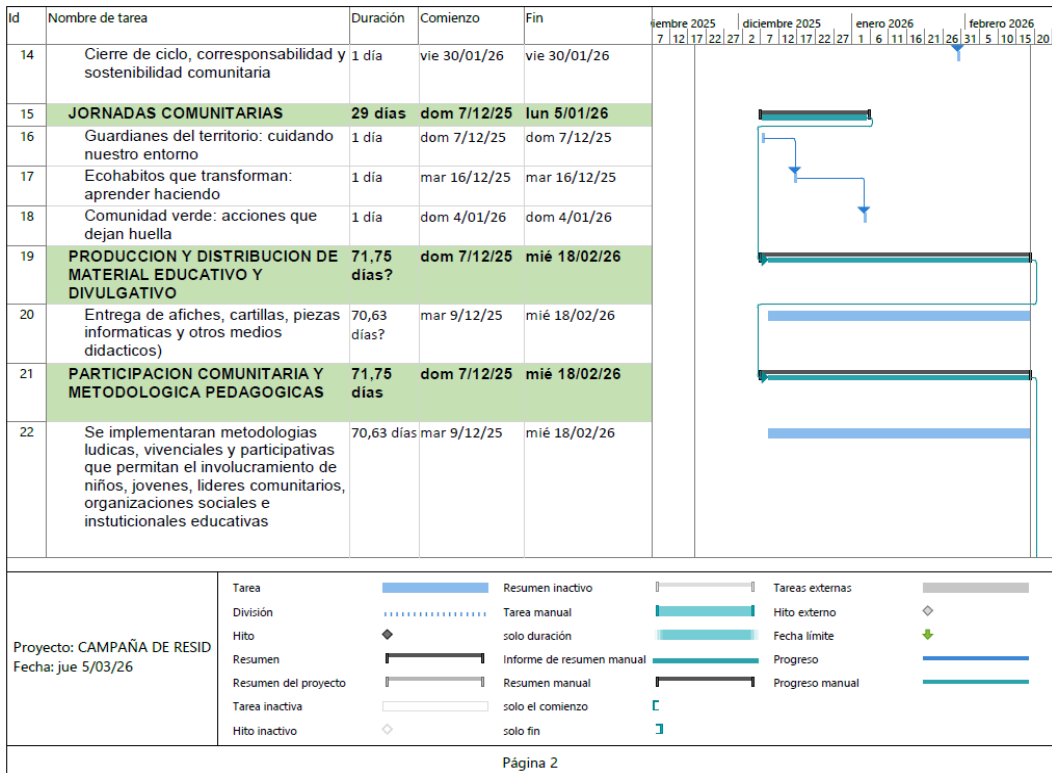 Id Nombre de tarea Duración Comienzo Fin
iembre 2025 diciembre 2025 enero 2026 febrero 2026
7 12 17 22 27 2 7 12 17 22 27 1 6 11 16 21 26 31 5 10 15 20
14 Cierre de ciclo, corresponsabilidad y 1 día vie 30/01/26 vie 30/01/26
sostenibilidad comunitaria
15 JORNADAS COMUNITARIAS 29 días dom 7/12/25 lun 5/01/26
16 Guardianes del territorio: cuidando 1 día dom 7/12/25 dom 7/12/25
nuestro entorno
17 Ecohabitos que transforman: 1 día mar 16/12/25 mar 16/12/25
aprender haciendo
18 Comunidad verde: acciones que 1 día dom 4/01/26 dom 4/01/26
dejan huella
19 PRODUCCION Y DISTRIBUCION DE 71,75 dom 7/12/25 mié 18/02/26
MATERIAL EDUCATIVO Y días?
DIVULGATIVO
20 Entrega de afiches, cartillas, piezas 70,63 mar 9/12/25 mié 18/02/26
informaticas y otros medios días?
didacticos)
21 PARTICIPACION COMUNITARIA Y 71,75 dom 7/12/25 mié 18/02/26
METODOLOGICA PEDAGOGICAS días
22 Se implementaran metodologias 70,63 días mar 9/12/25 mié 18/02/26
ludicas, vivenciales y participativas
que permitan el involucramiento de
niños, jovenes, lideres comunitarios,
organizaciones sociales e
instuticionales educativas
Proyecto: CAMPAÑA DE RESID
Fecha: jue 5/03/26
Tarea Resumen inactivo Tareas externas
División Tarea manual Hito externo
Hito solo duración Fecha límite
Resumen Informe de resumen manual Progreso
Resumen del proyecto Resumen manual Progreso manual
Tarea inactiva solo el comienzo
Hito inactivo solo fin
Página 2